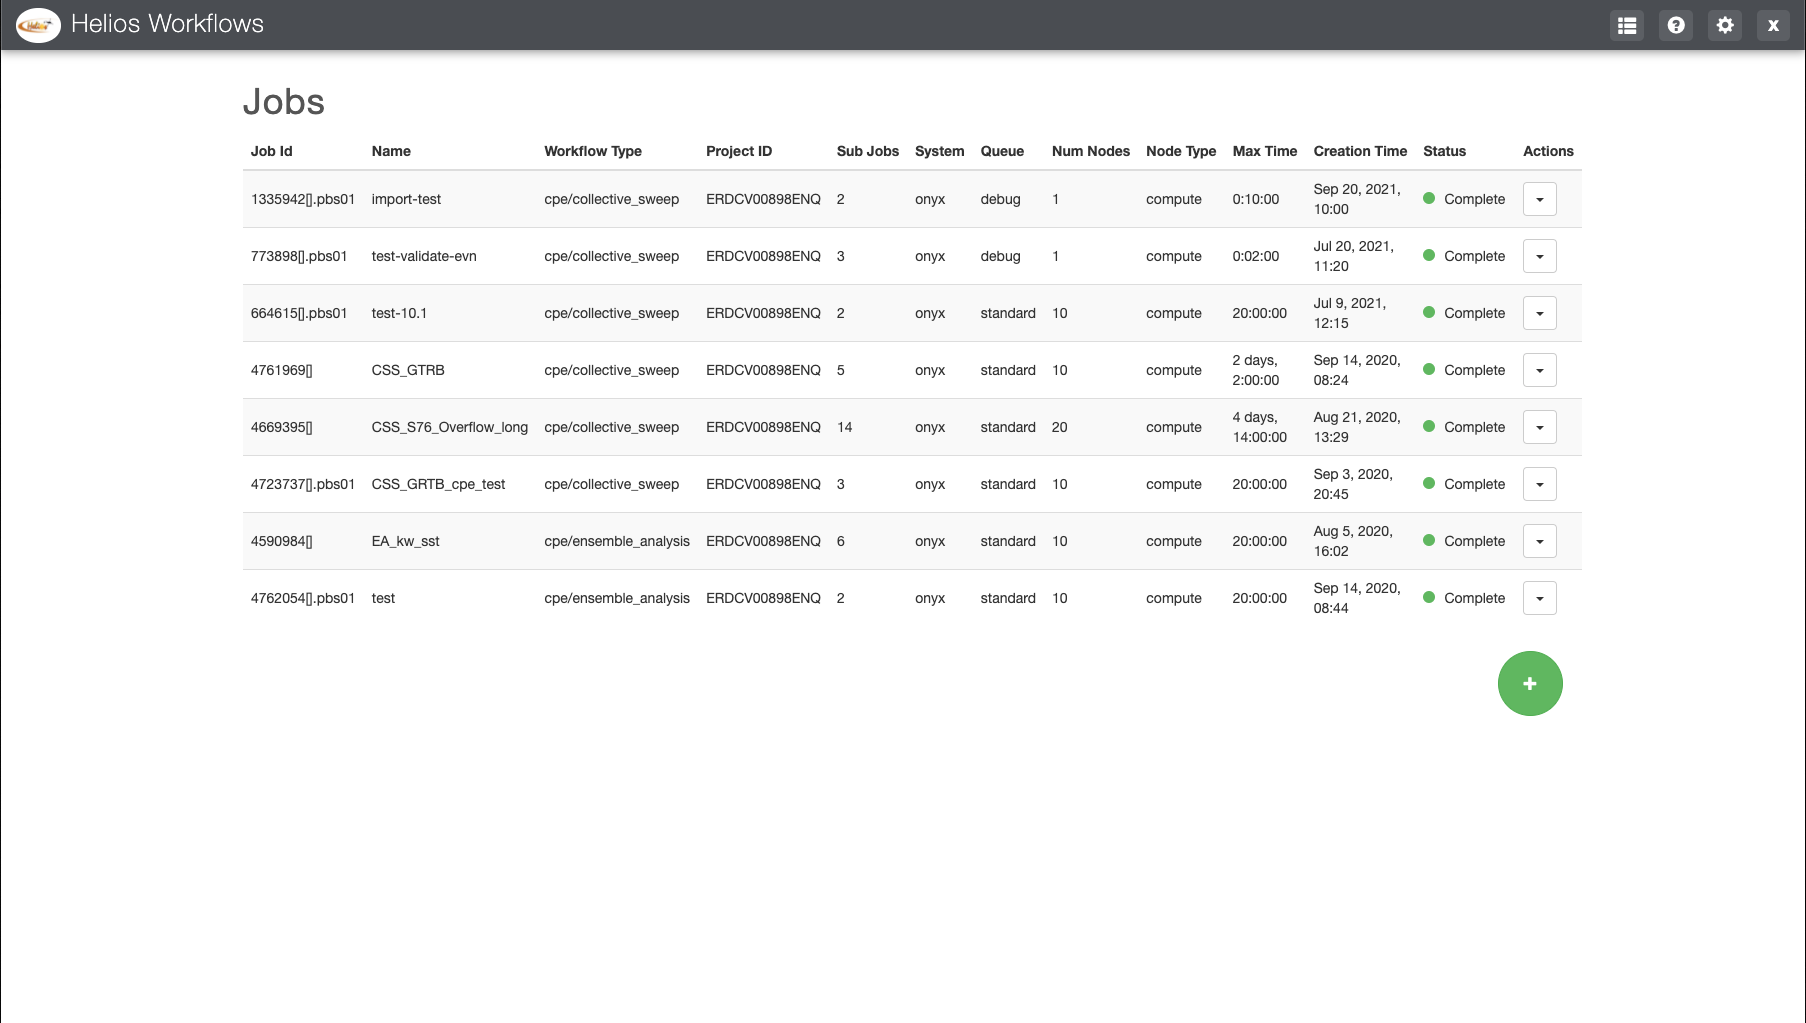 Helios Workflows
x
Jobs
Job Id Name Workflow Type Project ID Sub Jobs System Queue Num Nodes Node Type Max Time Creation Time Status Actions
1335942[].pbs01 import-test cpe/collective_sweep ERDCV00898ENQ 2 onyx debug 1 compute 0:10:00 Sep 20, 2021, Complete
10:00
773898[].pbs01 test-validate-evn cpe/collective_sweep ERDCV00898ENQ 3 onyx debug 1 compute 0:02:00 Jul 20, 2021, Complete
11:20
664615[].pbs01 test-10.1 cpe/collective_sweep ERDCV00898ENQ 2 onyx standard 10 compute 20:00:00 Jul 9, 2021, Complete
12:15
4761969[] CSS_GTRB cpe/collective_sweep ERDCV00898ENQ 5 onyx standard 10 compute 2 days, Sep 14, 2020, Complete
2:00:00 08:24
4669395[] CSS_S76_Overflow_long cpe/collective_sweep ERDCV00898ENQ 14 onyx standard 20 compute 4 days, Aug 21, 2020, Complete
14:00:00 13:29
4723737[].pbs01 CSS_GRTB_cpe_test cpe/collective_sweep ERDCV00898ENQ 3 onyx standard 10 compute 20:00:00 Sep 3, 2020, Complete
20:45
4590984[] EA_kw_sst cpe/ensemble_analysis ERDCV00898ENQ 6 onyx standard 10 compute 20:00:00 Aug 5, 2020, Complete
16:02
4762054[].pbs01 test cpe/ensemble_analysis ERDCV00898ENQ 2 onyx standard 10 compute 20:00:00 Sep 14, 2020, Complete
08:44